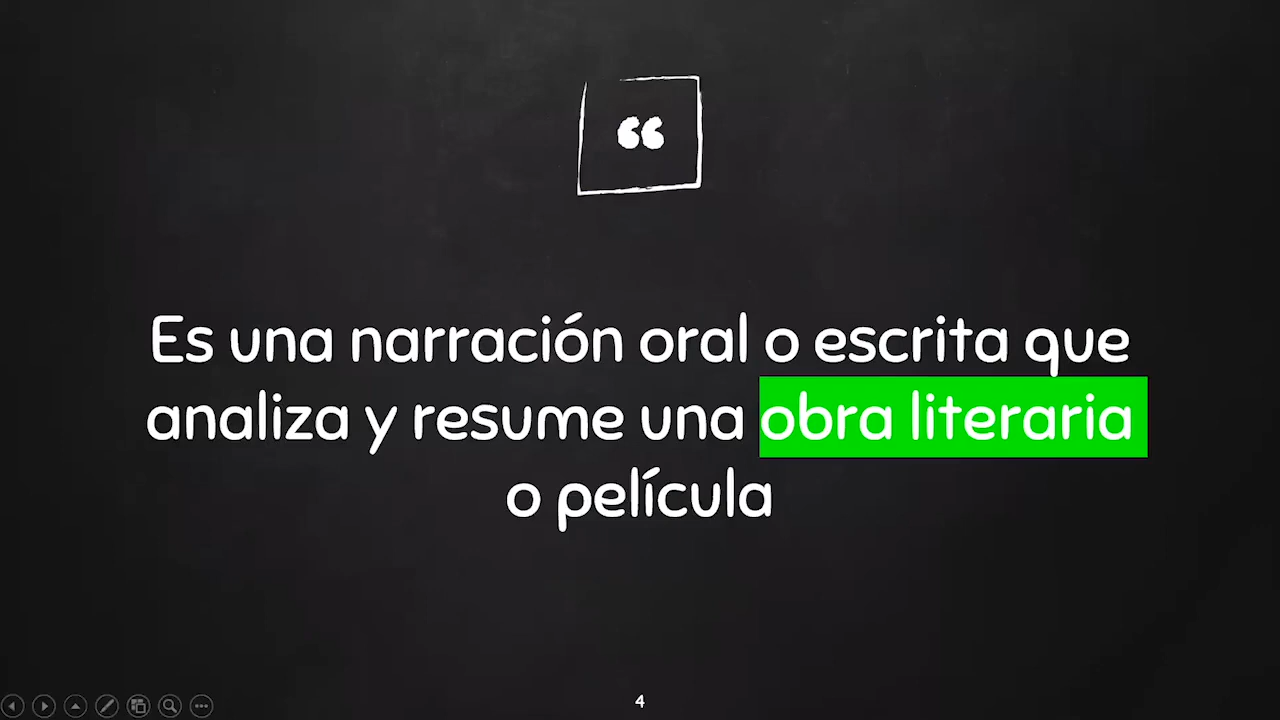 “
Es una narración oral o escrita que
analiza y resume una obra literaria
o película
4